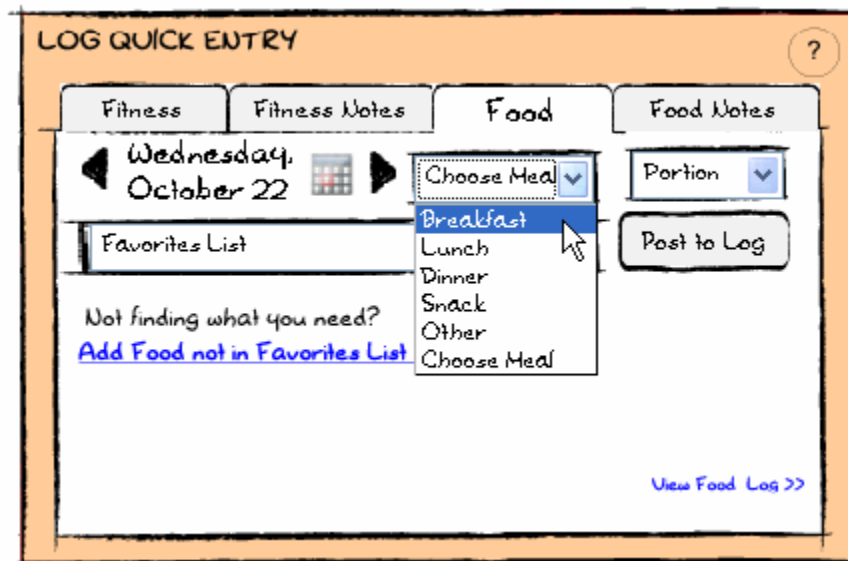 LOG QUICK ENTRY
?
Fitness
Fitness Notes
Food
Food Notes
Wednesday,
October 22
Choose Meal
Portion
Breakfast
Lunch
Dinner
Snack
Other
Choose Meal
Favorites List
Post to Log
Not finding what you need?
Add Food not in Favorites List
View Food Log >>